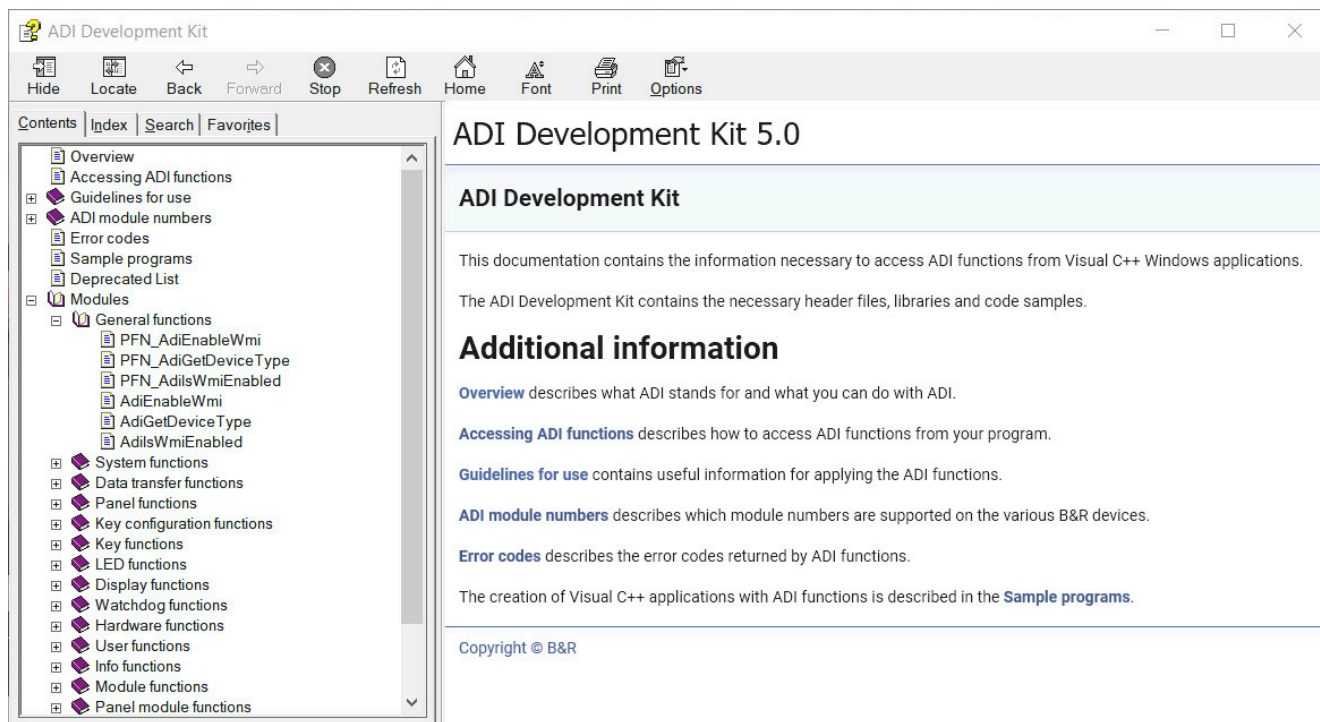 ADI Development Kit
Hide Locate Back Forward Stop Refresh Home Font Print Options
Contents Index Search Favorites
Overview
Accessing ADI functions
Guidelines for use
ADI module numbers
Error codes
Sample programs
Deprecated List
Modules
General functions
PFN_AdiEnableWmi
PFN_AdiGetDeviceType
PFN_AdiIsWmiEnabled
AdiEnableWmi
AdiGetDeviceType
AdiIsWmiEnabled
System functions
Data transfer functions
Panel functions
Key configuration functions
Key functions
LED functions
Display functions
Watchdog functions
Hardware functions
User functions
Info functions
Module functions
Panel module functions
ADI Development Kit 5.0
ADI Development Kit
This documentation contains the information necessary to access ADI functions from Visual C++ Windows applications.
The ADI Development Kit contains the necessary header files, libraries and code samples.
Additional information
Overview describes what ADI stands for and what you can do with ADI.
Accessing ADI functions describes how to access ADI functions from your program.
Guidelines for use contains useful information for applying the ADI functions.
ADI module numbers describes which module numbers are supported on the various B&R devices.
Error codes describes the error codes returned by ADI functions.
The creation of Visual C++ applications with ADI functions is described in the Sample programs.
Copyright © B&R